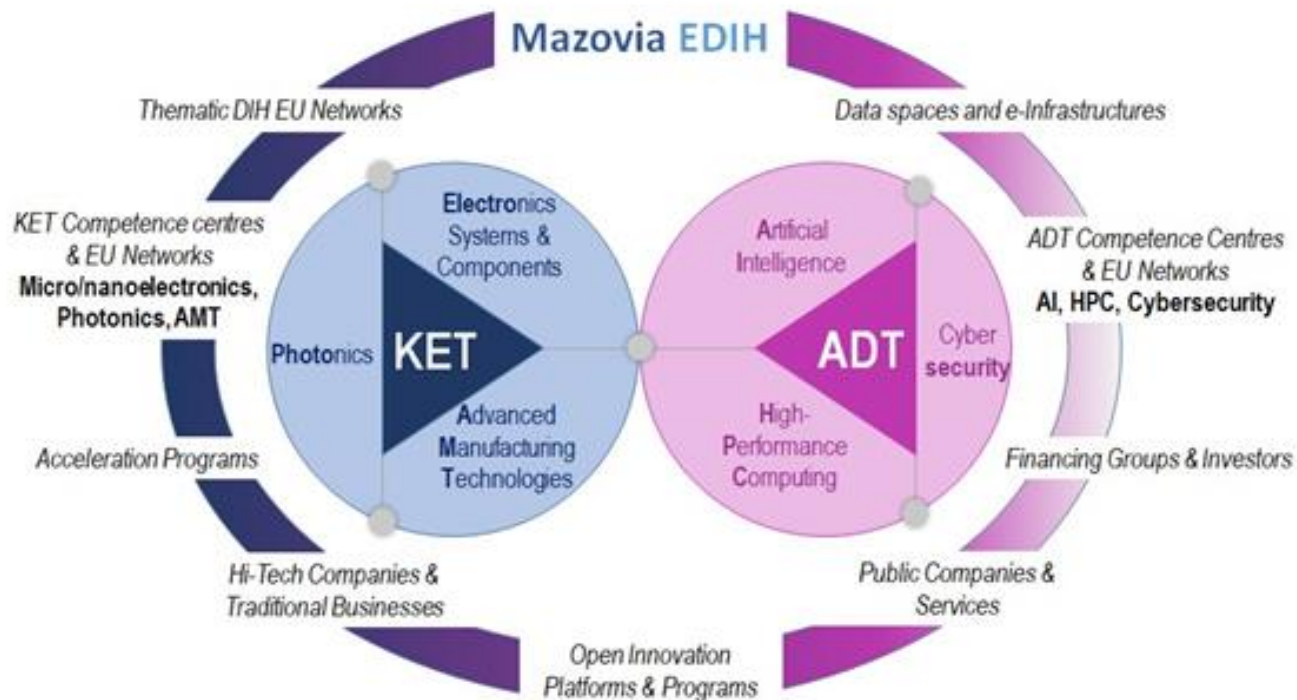 Mazovia EDIH
Thematic DIH EU Networks
Data spaces and e-Infrastructures
KET Competence centres
& EU Networks
Micro/nanoelectronics,
Photonics, AMT
Electronics
Systems &
Components
Photonics
KET
Advanced
Manufacturing
Technologies
Artificial
Intelligence
ADT
Cyber
security
High-
Performance
Computing
ADT Competence Centres
& EU Networks
AI, HPC, Cybersecurity
Acceleration Programs
Financing Groups & Investors
Hi-Tech Companies &
Traditional Businesses
Public Companies &
Services
Open Innovation
Platforms & Programs